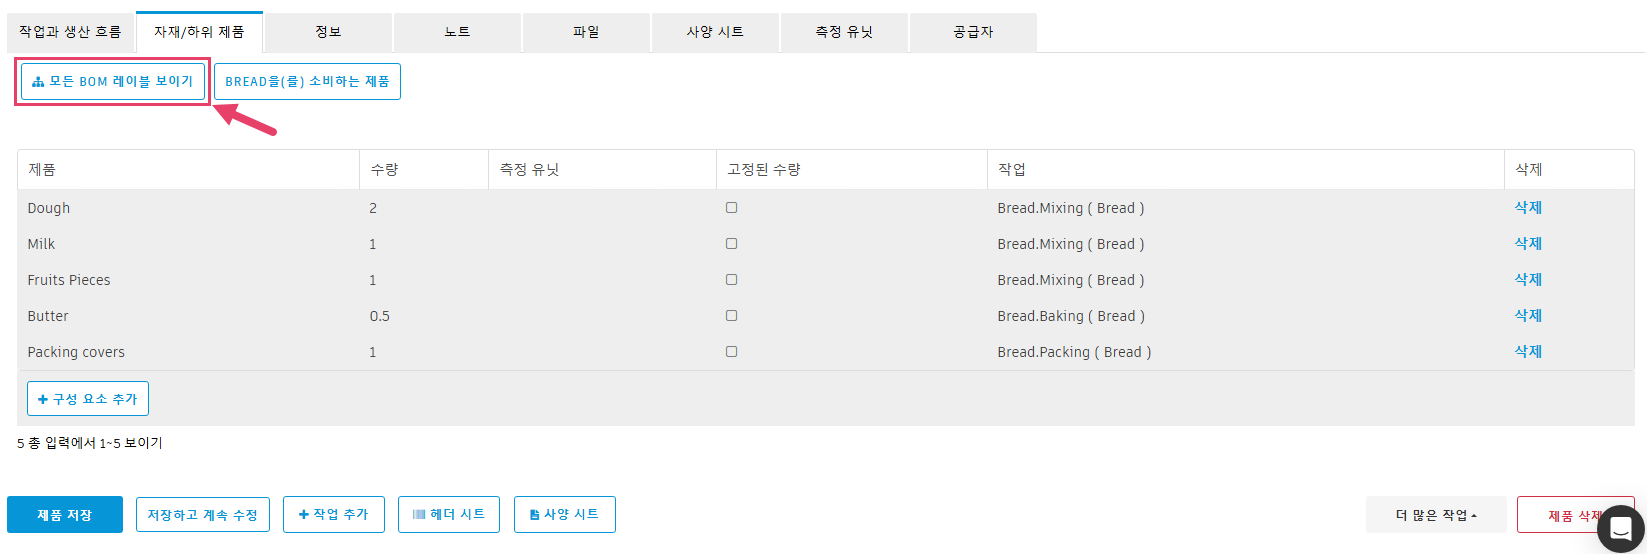 작업과 생산 흐름 자재/하위 제품 정보 노트 파일 사양 시트 측정 유닛 공급자
모든 BOM 레이블 보이기 BREAD을(를) 소비하는 제품
제품 수량 측정 유닛 고정된 수량 작업 삭제
Dough 2 Bread.Mixing ( Bread ) 삭제
Milk 1 Bread.Mixing ( Bread ) 삭제
Fruits Pieces 1 Bread.Mixing ( Bread ) 삭제
Butter 0.5 Bread.Baking ( Bread ) 삭제
Packing covers 1 Bread.Packing ( Bread ) 삭제
+ 구성 요소 추가
5 총 입력에서 1~5 보이기
제품 저장 저장하고 계속 수정 + 작업 추가 헤더 시트 사양 시트 더 많은 작업 제품 삭제